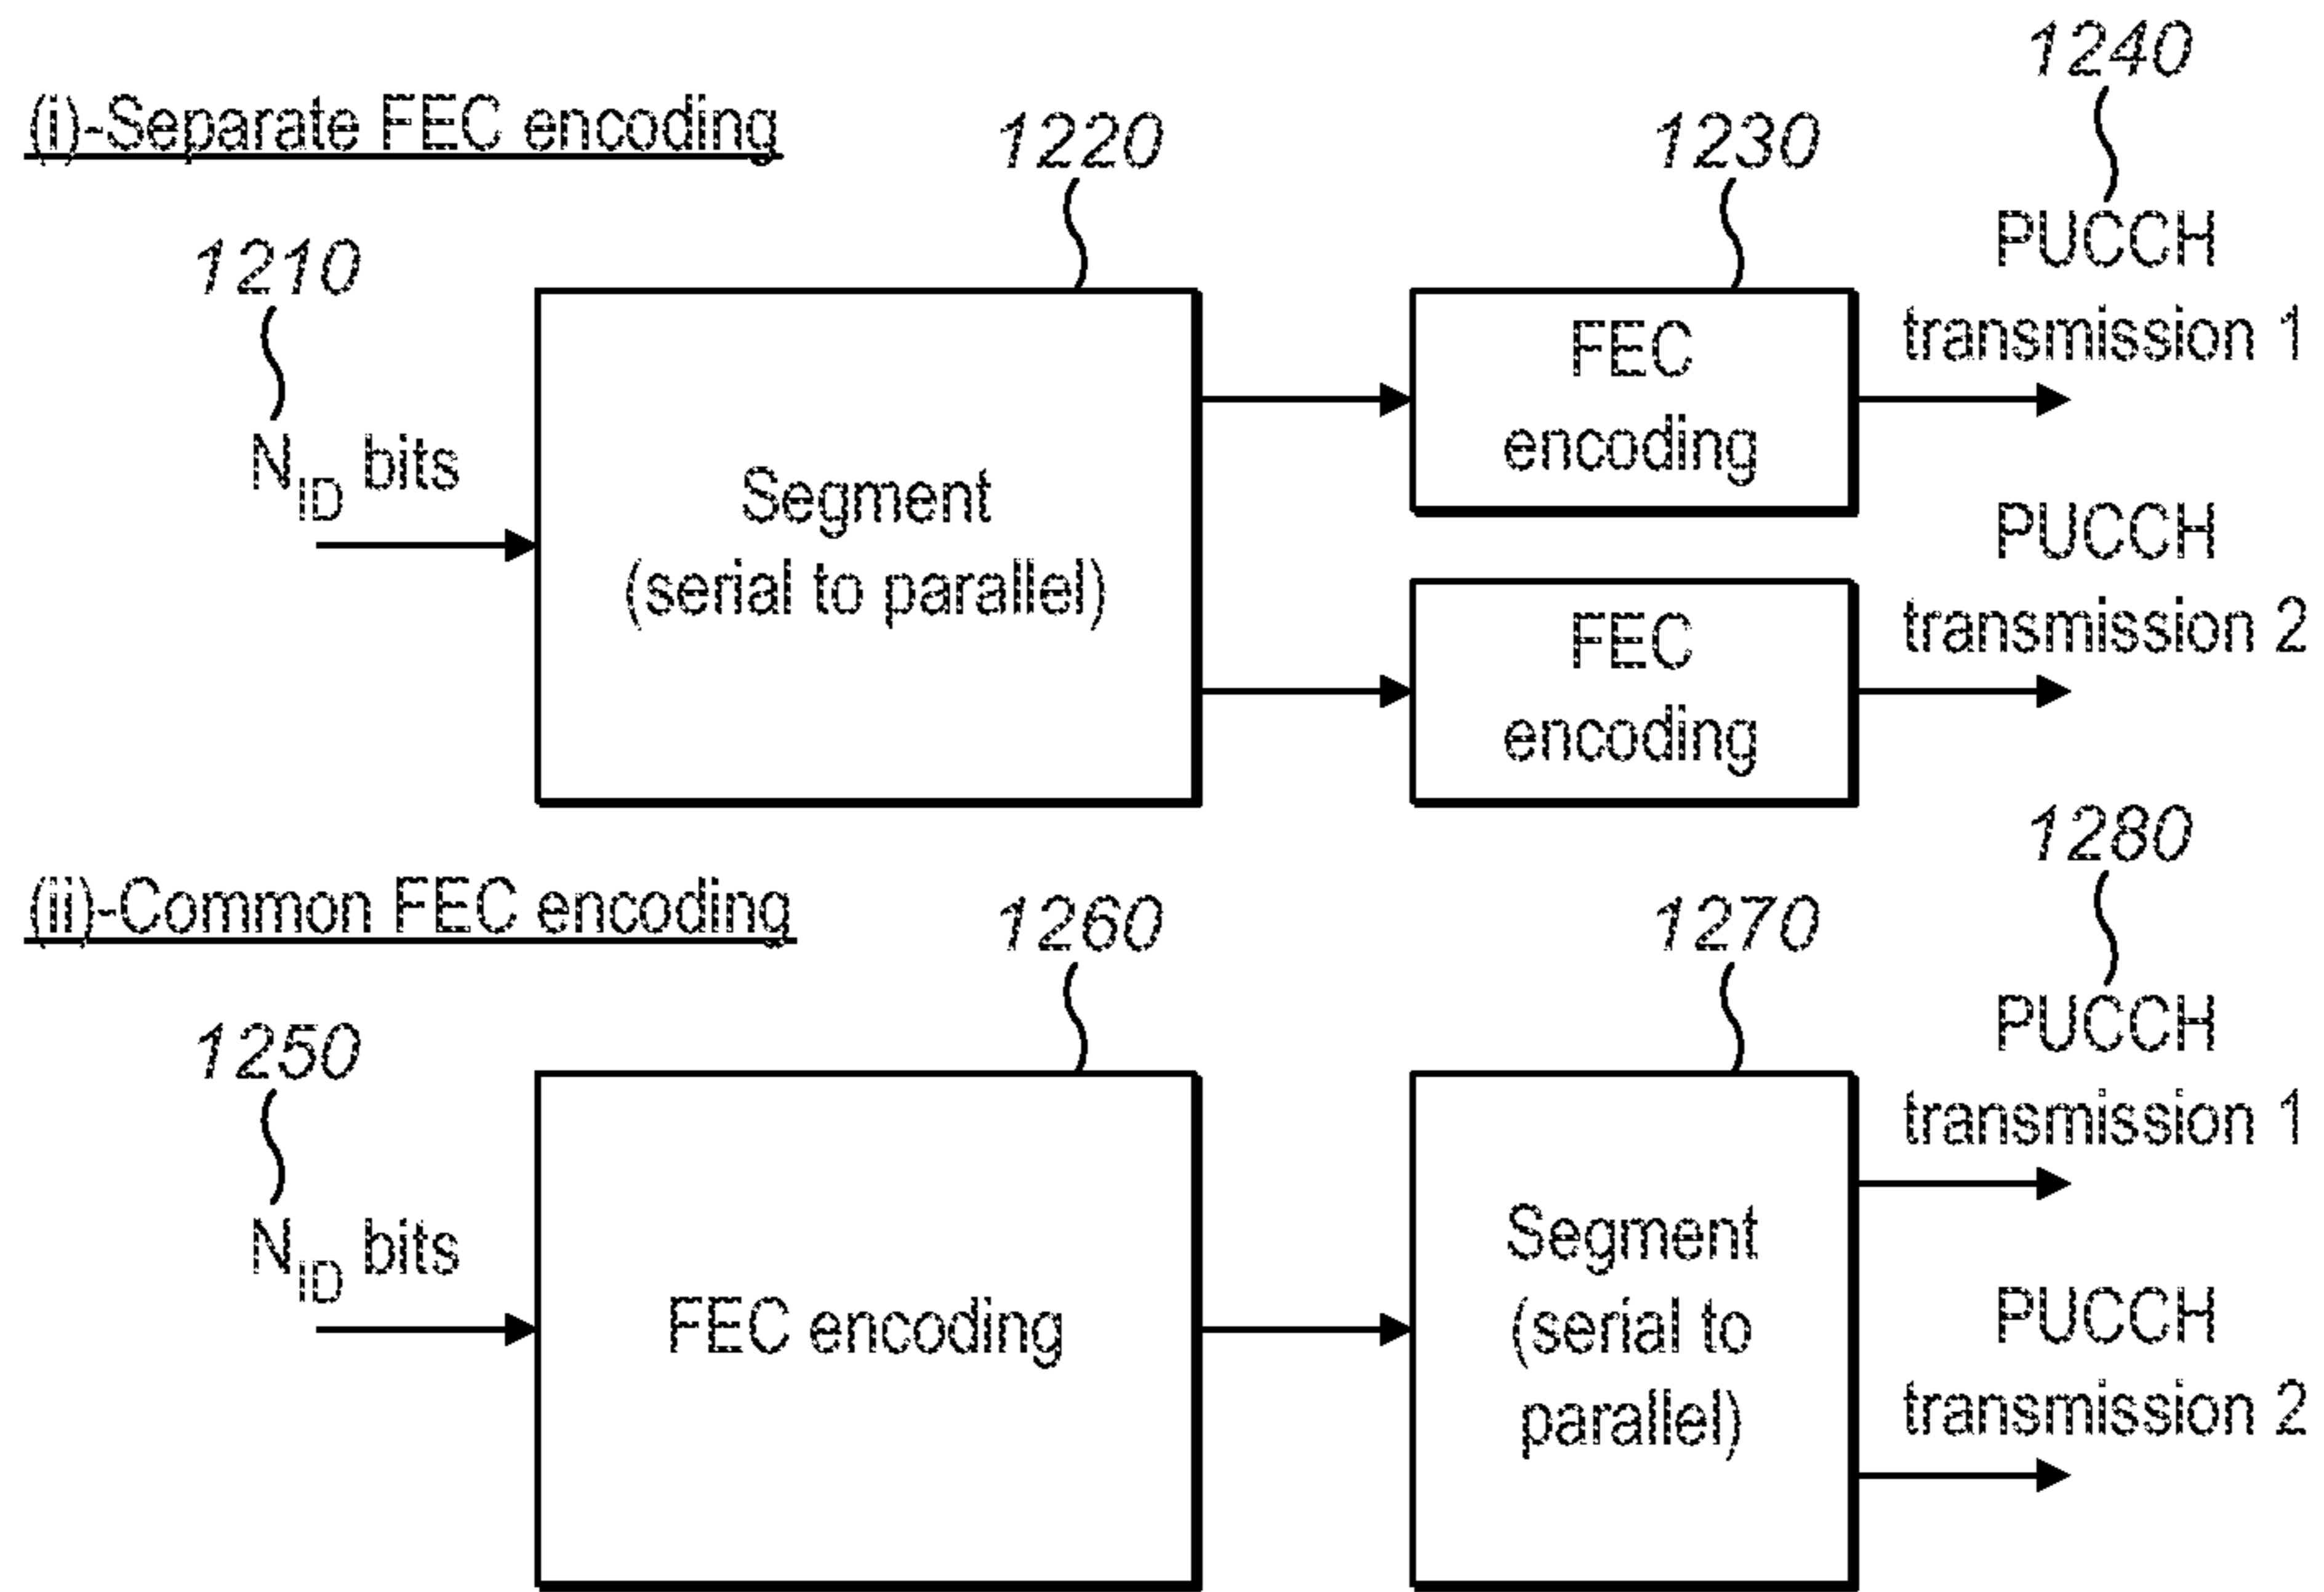 1240
(i)-Separate FEC encoding
1220
1230
PUCCH
transmission 1
1210
N_ID bits
Segment
(serial to parallel)
FEC
encoding
PUCCH
transmission 2
FEC
encoding
1280
(ii)-Common FEC encoding
1260
1270
PUCCH
transmission 1
1250
N_ID bits
FEC encoding
Segment
(serial to
parallel)
PUCCH
transmission 2